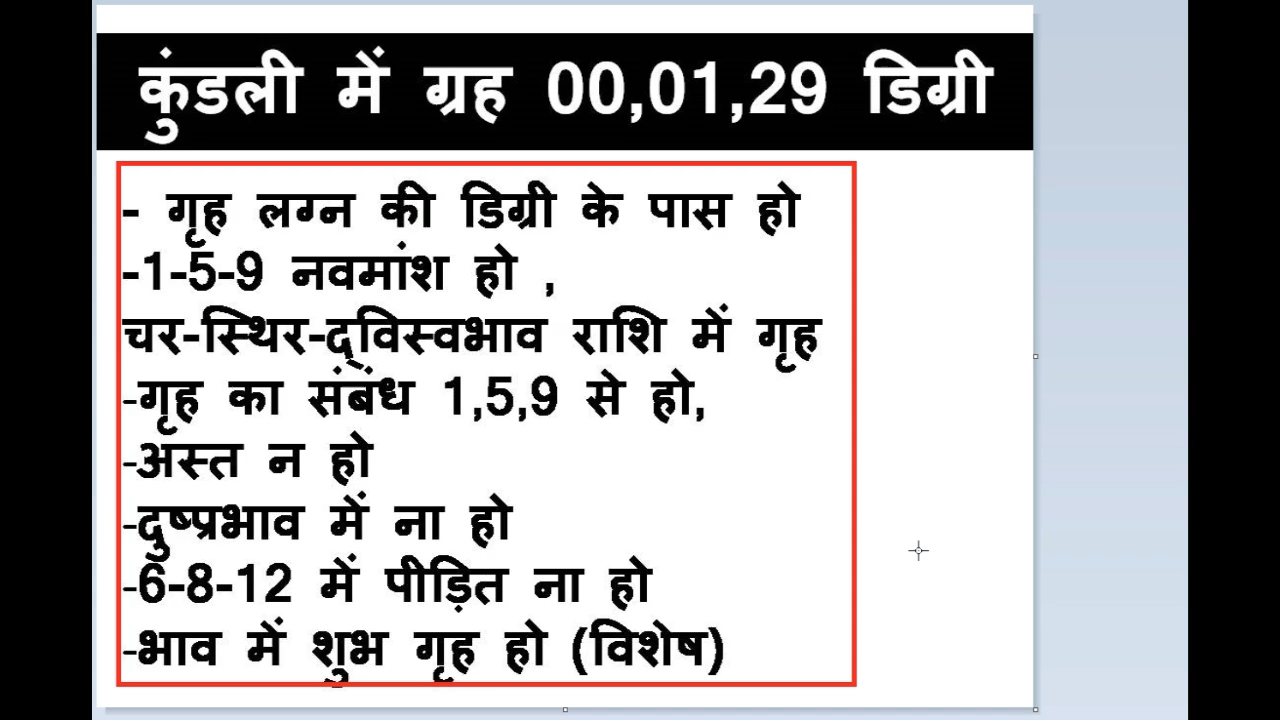 कुंडली में ग्रह 00,01,29 डिग्री
- गृह लग्न की डिग्री के पास हो
-1-5-9 नवमांश हो ,
चर-स्थिर-द्विस्वभाव राशि में गृह
-गृह का संबंध 1,5,9 से हो,
-अस्त न हो
-दुष्प्रभाव में ना हो
-6-8-12 में पीड़ित ना हो
-भाव में शुभ गृह हो (विशेष)